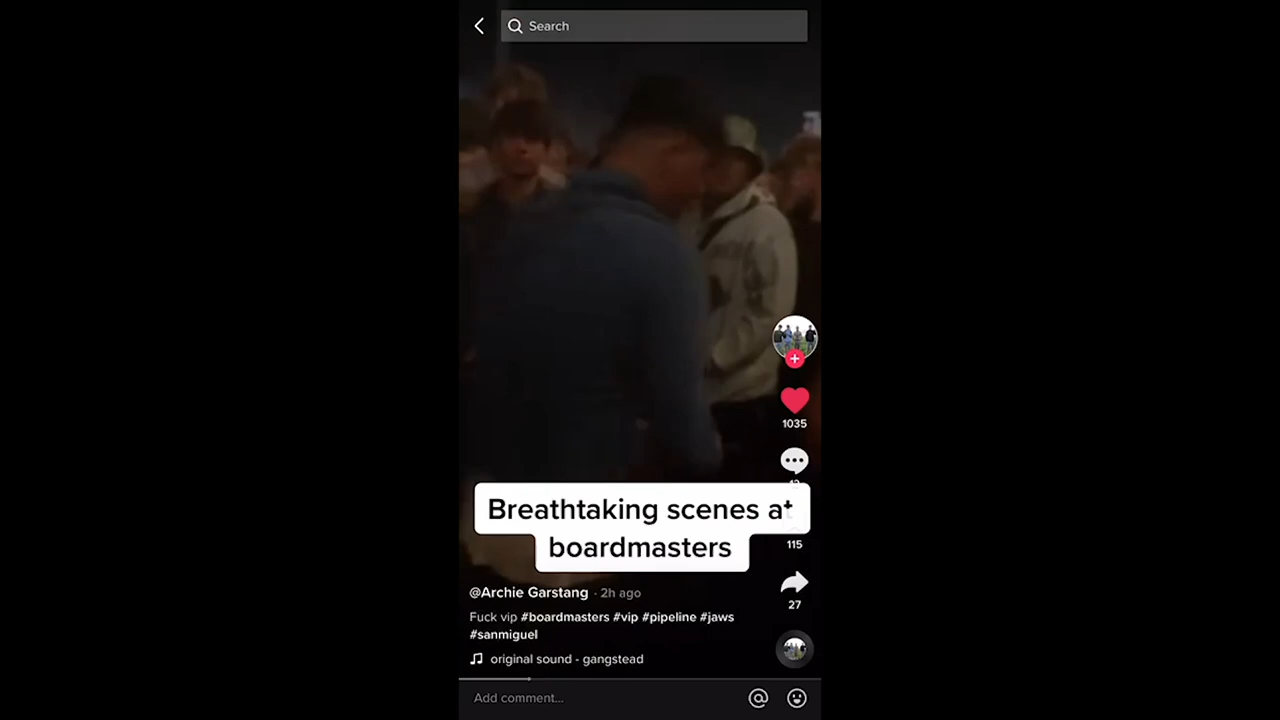 Search
1035
Breathtaking scenes at
boardmasters
115
@Archie Garstang · 2h ago
Fuck vip #boardmasters #vip #pipeline #jaws
#sanmiguel
27
original sound - gangstead
Add comment...